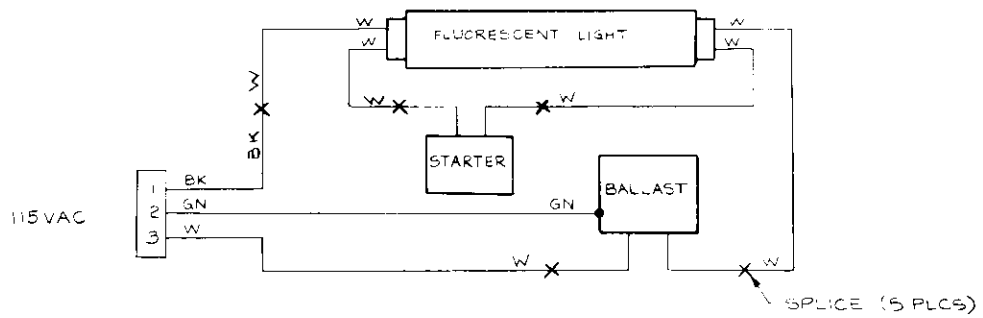 W
W
FLUORESCENT LIGHT
W
W
W
W
W
BK
STARTER
BALLAST
115VAC
1
BK
2
GN
GN
3
W
W
W
SPLICE (5 PLCS)